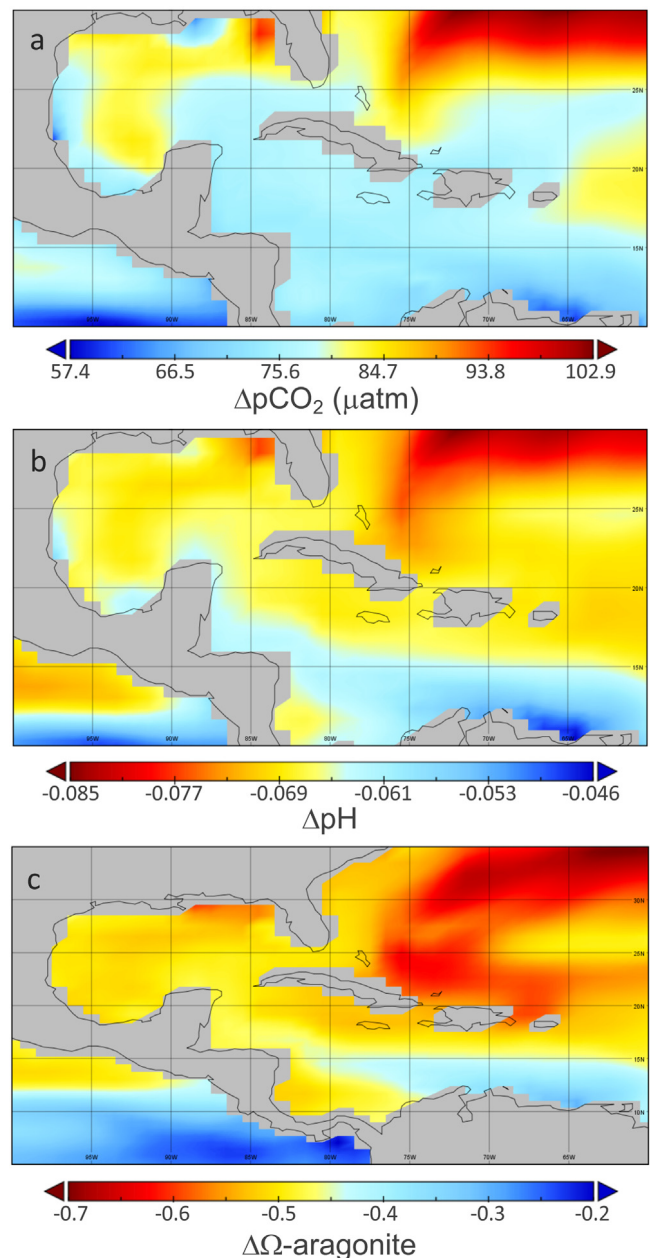 a
25N
20N
15N
95W 90W 85W 80W 75W 70W 65W
57.4 66.5 75.6 84.7 93.8 102.9
ΔpCO₂ (μatm)
b
25N
20N
15N
95W 90W 85W 80W 75W 70W 65W
-0.085 -0.077 -0.069 -0.061 -0.053 -0.046
ΔpH
c
30N
25N
20N
15N
10N
95W 90W 85W 80W 75W 70W 65W
-0.7 -0.6 -0.5 -0.4 -0.3 -0.2
ΔΩ-aragonite